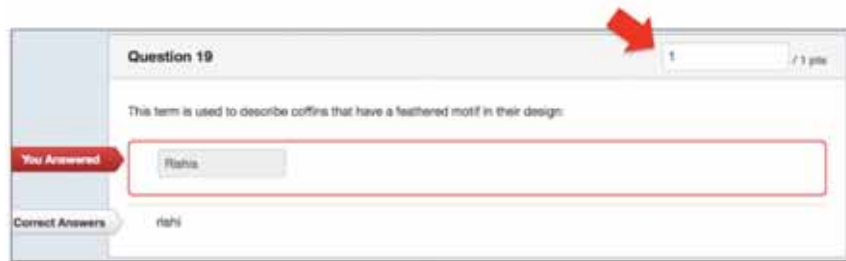 Question 19
1
/ 1 pts
This term is used to describe coffins that have a feathered motif in their design:
You Answered
Rishis
Correct Answers
rishi